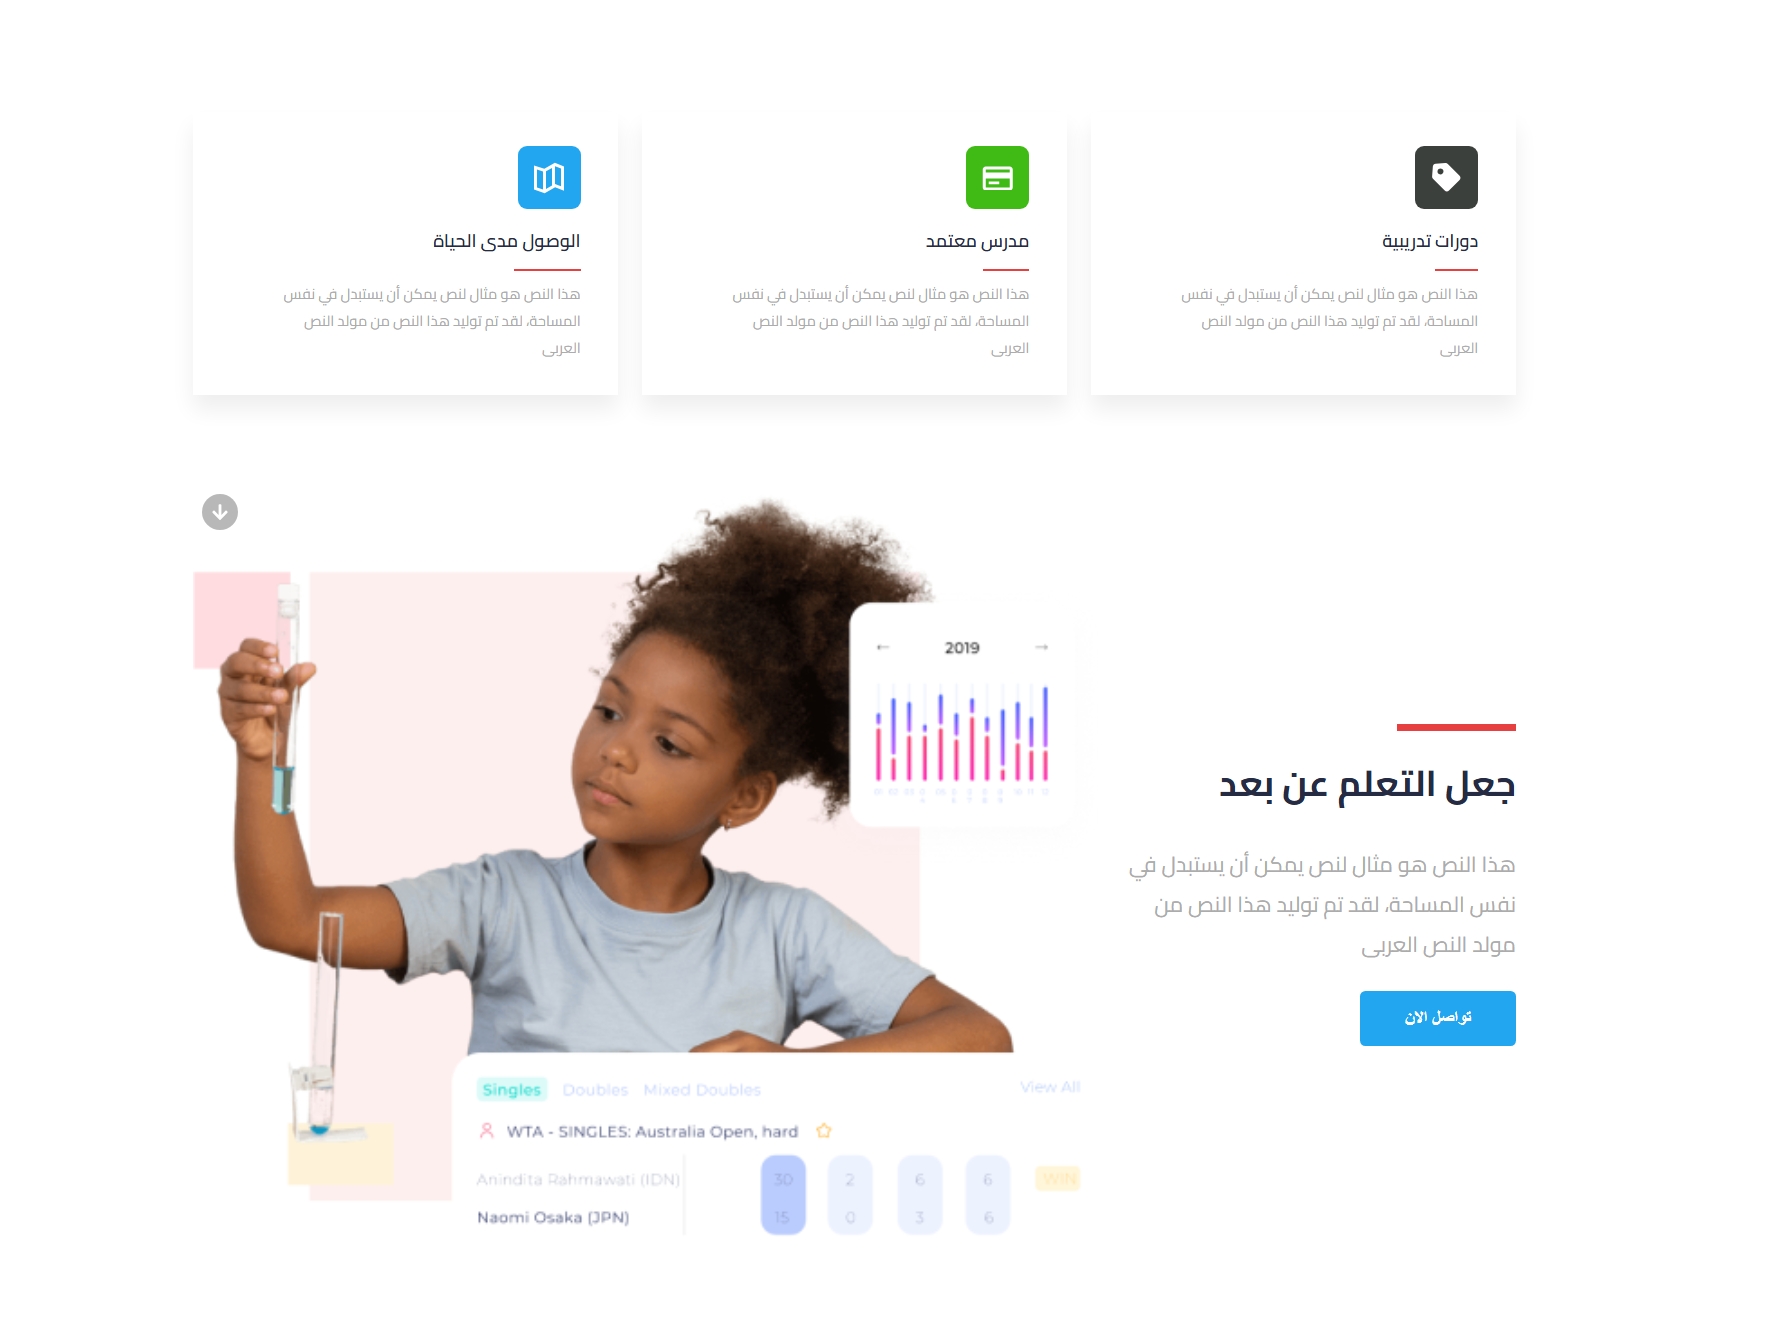 دورات تدريبية
هذا النص هو مثال لنص يمكن أن يستبدل في نفس
المساحة، لقد تم توليد هذا النص من مولد النص
العربى
مدرس معتمد
هذا النص هو مثال لنص يمكن أن يستبدل في نفس
المساحة، لقد تم توليد هذا النص من مولد النص
العربى
الوصول مدى الحياة
هذا النص هو مثال لنص يمكن أن يستبدل في نفس
المساحة، لقد تم توليد هذا النص من مولد النص
العربى
جعل التعلم عن بعد
هذا النص هو مثال لنص يمكن أن يستبدل في
نفس المساحة، لقد تم توليد هذا النص من
مولد النص العربى
تواصل الان
← 2019 →
Singles Doubles Mixed Doubles View All
WTA - SINGLES: Australia Open, hard
Anindita Rahmawati (IDN) 30 2 6 6 WIN
Naomi Osaka (JPN) 15 0 3 6